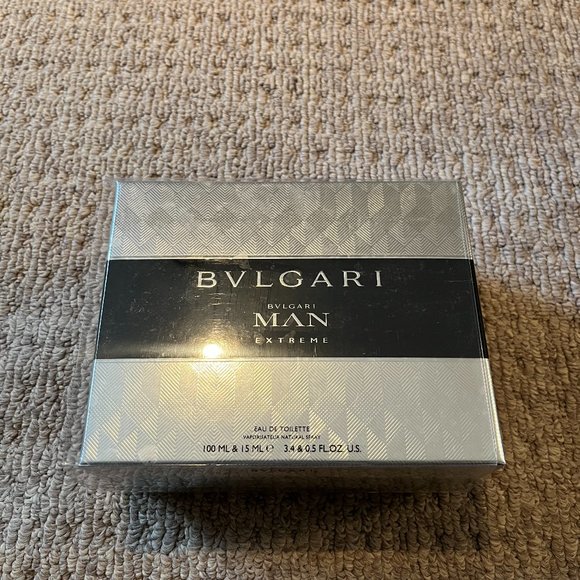 BVLGARI
BVLGARI
MAN
EXTREME
EAU DE TOILETTE
VAPORISATEUR NATURAL SPRAY
100 ML & 15 ML ℮ 3.4 & 0.5 FL.OZ. U.S.